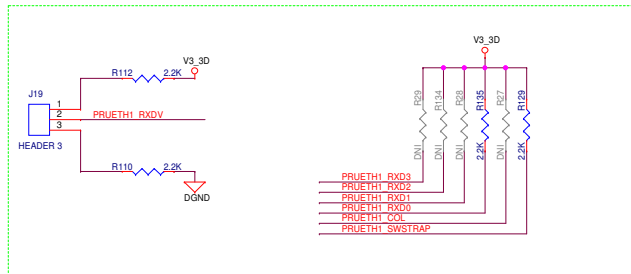 V3_3D
R112 2.2K
J19
1
2
3
PRUETH1_RXDV
HEADER 3
R110 2.2K
DGND
V3_3D
R29 R134 R28 R135 R27 R129
DNI DNI DNI 2.2K DNI 2.2K
PRUETH1_RXD3
PRUETH1_RXD2
PRUETH1_RXD1
PRUETH1_RXD0
PRUETH1_COL
PRUETH1_SWSTRAP